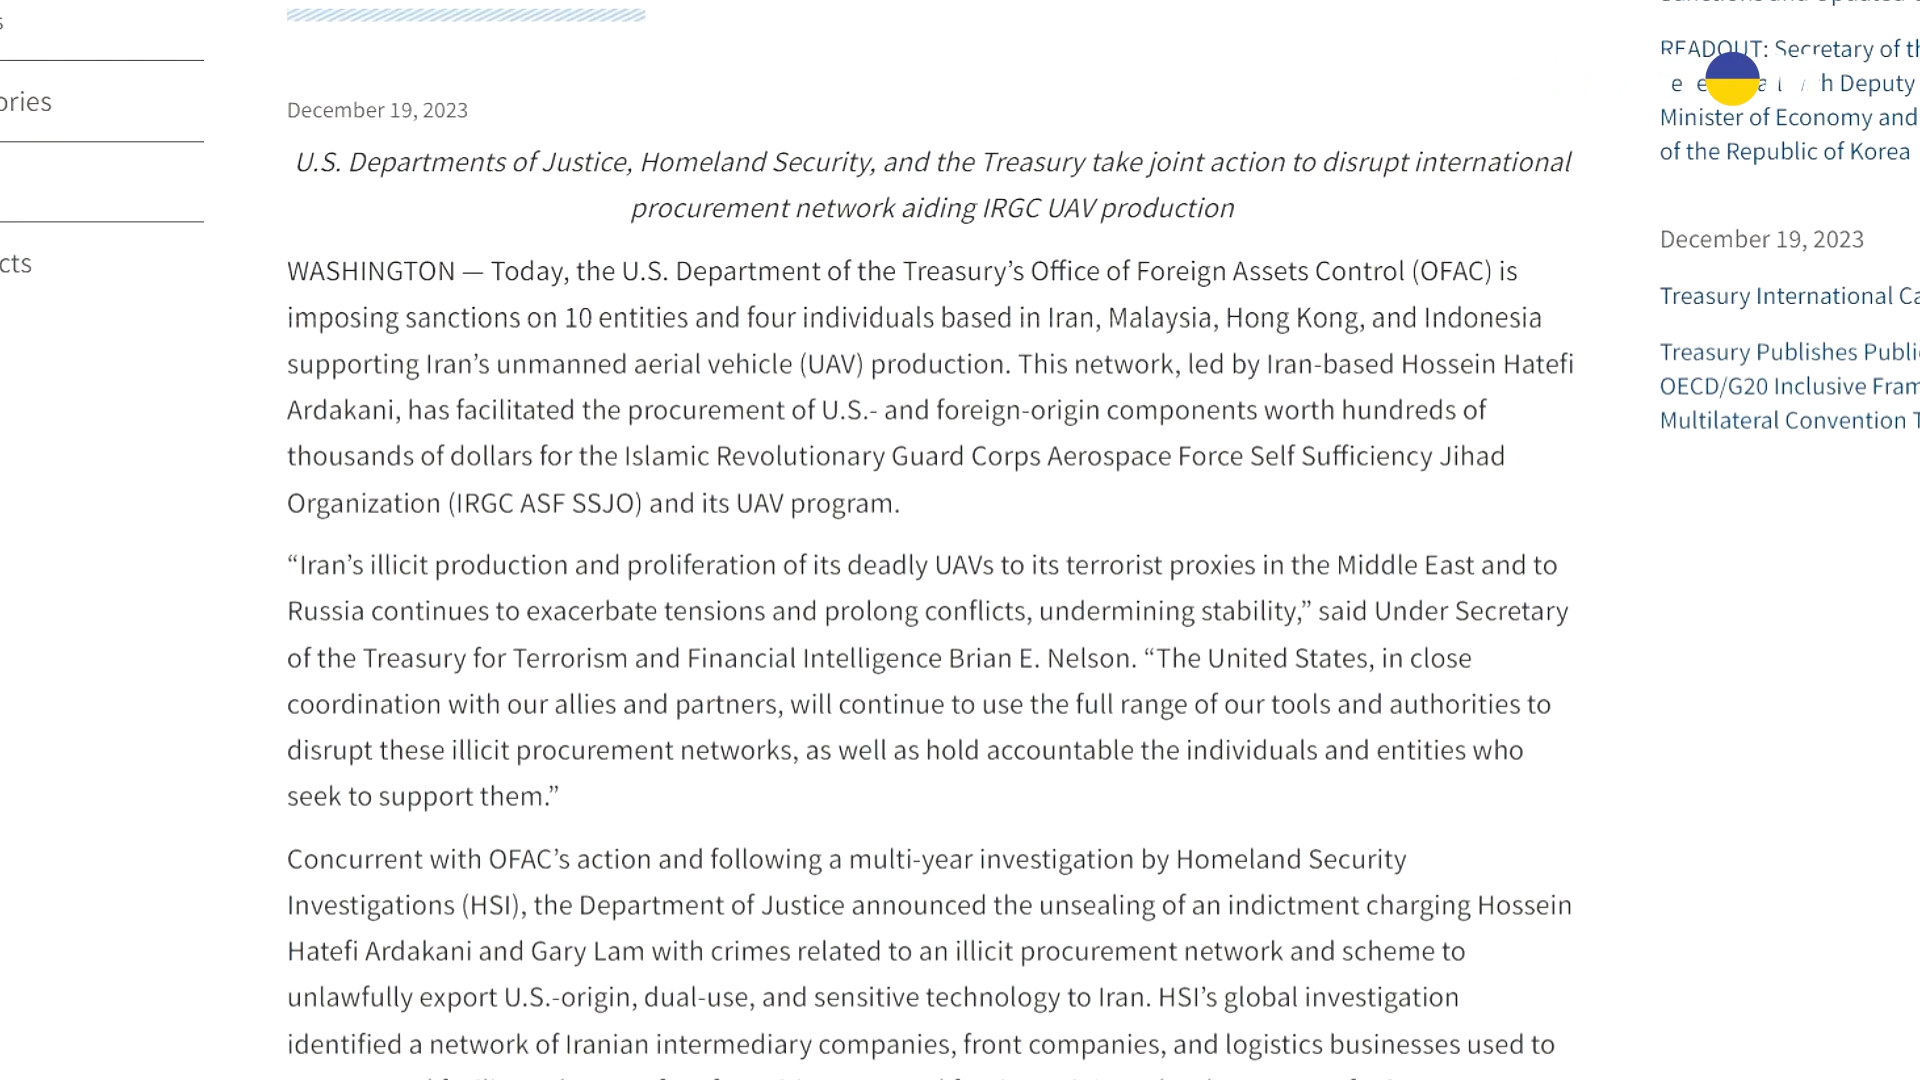 ories
cts
December 19, 2023
U.S. Departments of Justice, Homeland Security, and the Treasury take joint action to disrupt international
procurement network aiding IRGC UAV production
WASHINGTON — Today, the U.S. Department of the Treasury’s Office of Foreign Assets Control (OFAC) is
imposing sanctions on 10 entities and four individuals based in Iran, Malaysia, Hong Kong, and Indonesia
supporting Iran’s unmanned aerial vehicle (UAV) production. This network, led by Iran-based Hossein Hatefi
Ardakani, has facilitated the procurement of U.S.- and foreign-origin components worth hundreds of
thousands of dollars for the Islamic Revolutionary Guard Corps Aerospace Force Self Sufficiency Jihad
Organization (IRGC ASF SSJO) and its UAV program.
“Iran’s illicit production and proliferation of its deadly UAVs to its terrorist proxies in the Middle East and to
Russia continues to exacerbate tensions and prolong conflicts, undermining stability,” said Under Secretary
of the Treasury for Terrorism and Financial Intelligence Brian E. Nelson. “The United States, in close
coordination with our allies and partners, will continue to use the full range of our tools and authorities to
disrupt these illicit procurement networks, as well as hold accountable the individuals and entities who
seek to support them.”
Concurrent with OFAC’s action and following a multi-year investigation by Homeland Security
Investigations (HSI), the Department of Justice announced the unsealing of an indictment charging Hossein
Hatefi Ardakani and Gary Lam with crimes related to an illicit procurement network and scheme to
unlawfully export U.S.-origin, dual-use, and sensitive technology to Iran. HSI’s global investigation
identified a network of Iranian intermediary companies, front companies, and logistics businesses used to
READOUT: Secretary of th
h Deputy
Minister of Economy and
of the Republic of Korea
December 19, 2023
Treasury International Ca
Treasury Publishes Publi
OECD/G20 Inclusive Fram
Multilateral Convention T